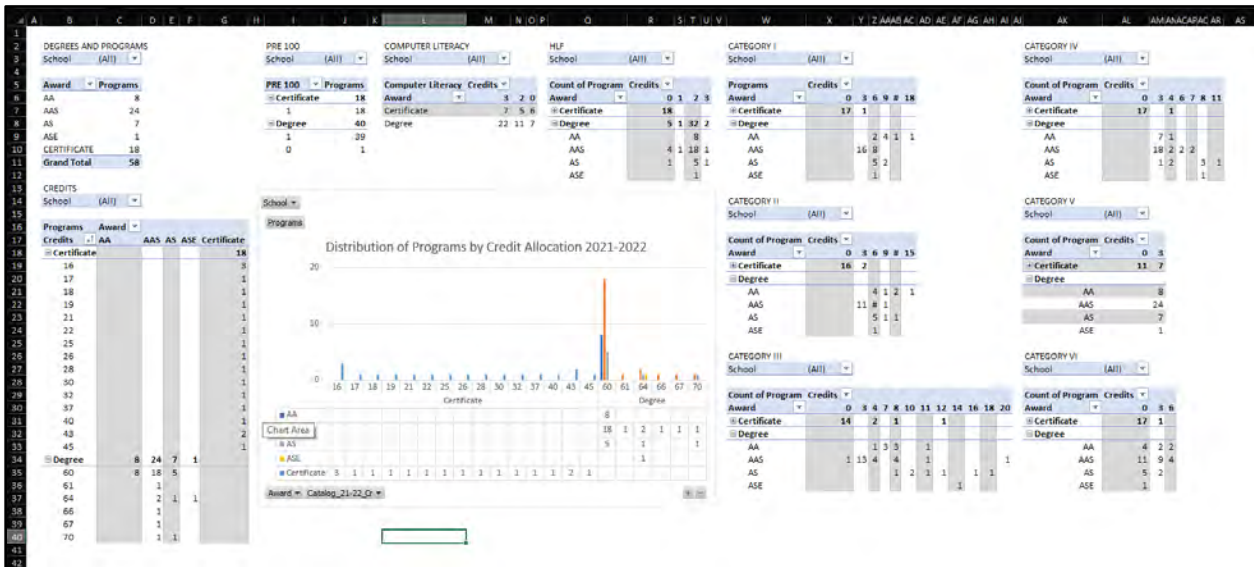 A B C D E F G H I J K L M N O P Q R S T U V W X Y Z AA AB AC AD AE AF AG AH AI AJ AK AL AM AN AO AP AQ AR AS
DEGREES AND PROGRAMS
School (All)
Award Programs
AA 8
AAS 24
AS 7
ASE 1
CERTIFICATE 18
Grand Total 58
CREDITS
School (All)
Programs Award
Credits AA AAS AS ASE Certificate
Certificate 18
16 3
17 1
18 1
19 1
21 1
22 1
25 1
26 1
28 1
30 1
32 1
37 1
40 1
43 2
45 1
Degree 8 24 7 1
60 8 18 5
61 1
64 2 1 1
66 1
67 1
70 1 1
PRE 100
School (All)
PRE 100 Programs
Certificate 18
1 18
Degree 40
1 39
0 1
COMPUTER LITERACY
School (All)
Computer Literacy Credits
Award 3 2 0
Certificate 7 5 6
Degree 22 11 7
HLF
School (All)
Count of Program Credits
Award 0 1 2 3
Certificate 18
Degree 5 1 32 2
AA 8
AAS 4 1 18 1
AS 1 5 1
ASE 1
School
Programs
Distribution of Programs by Credit Allocation 2021-2022
20
10
0
16 17 18 19 21 22 25 26 28 30 32 37 40 43 45 60 61 64 66 67 70
Certificate Degree
AA 8
Chart Area 18 1 2 1 1 1
AS 5 1 1
ASE 1
Certificate 3 1 1 1 1 1 1 1 1 1 1 1 1 2 1
Award Catalog_21-22_Cr
CATEGORY I
School (All)
Programs Credits
Award 0 3 6 9 # 18
Certificate 17 1
Degree
AA 2 4 1 1
AAS 16 8
AS 5 2
ASE 1
CATEGORY II
School (All)
Count of Program Credits
Award 0 3 6 9 # 15
Certificate 16 2
Degree
AA 4 1 2 1
AAS 11 # 1
AS 5 1 1
ASE 1
CATEGORY III
School (All)
Count of Program Credits
Award 0 3 4 7 8 10 11 12 14 16 18 20
Certificate 14 2 1 1
Degree
AA 1 3 3 1
AAS 1 13 4 4 1 1
AS 1 2 1 1 1 1
ASE 1
CATEGORY IV
School (All)
Count of Program Credits
Award 0 3 4 6 7 8 11
Certificate 17 1
Degree
AA 7 1
AAS 18 2 2 2
AS 1 2 3 1
ASE 1
CATEGORY V
School (All)
Count of Program Credits
Award 0 3
Certificate 11 7
Degree
AA 8
AAS 24
AS 7
ASE 1
CATEGORY VI
School (All)
Count of Program Credits
Award 0 3 6
Certificate 17 1
Degree
AA 4 2 2
AAS 11 9 4
AS 5 2
ASE 1